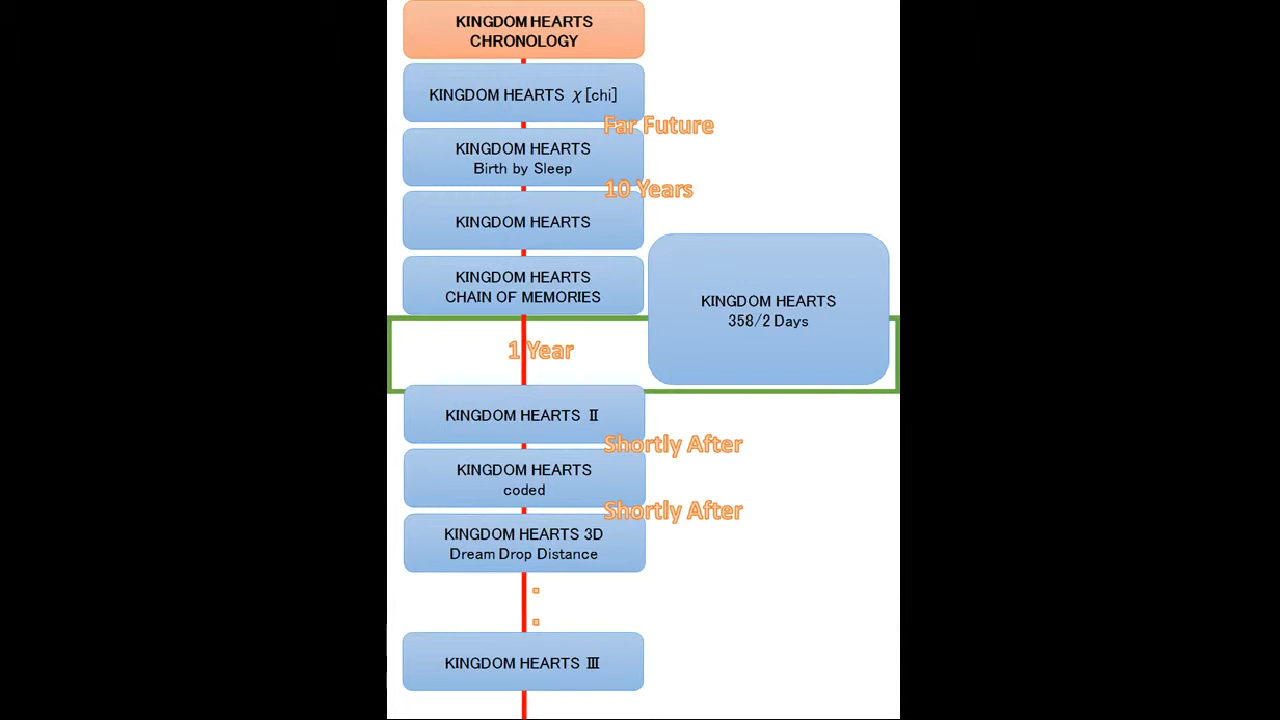 KINGDOM HEARTS
CHRONOLOGY
KINGDOM HEARTS χ [chi]
Far Future
KINGDOM HEARTS
Birth by Sleep
10 Years
KINGDOM HEARTS
KINGDOM HEARTS
CHAIN OF MEMORIES
KINGDOM HEARTS
358/2 Days
1 Year
KINGDOM HEARTS Ⅱ
Shortly After
KINGDOM HEARTS
coded
Shortly After
KINGDOM HEARTS 3D
Dream Drop Distance
KINGDOM HEARTS Ⅲ